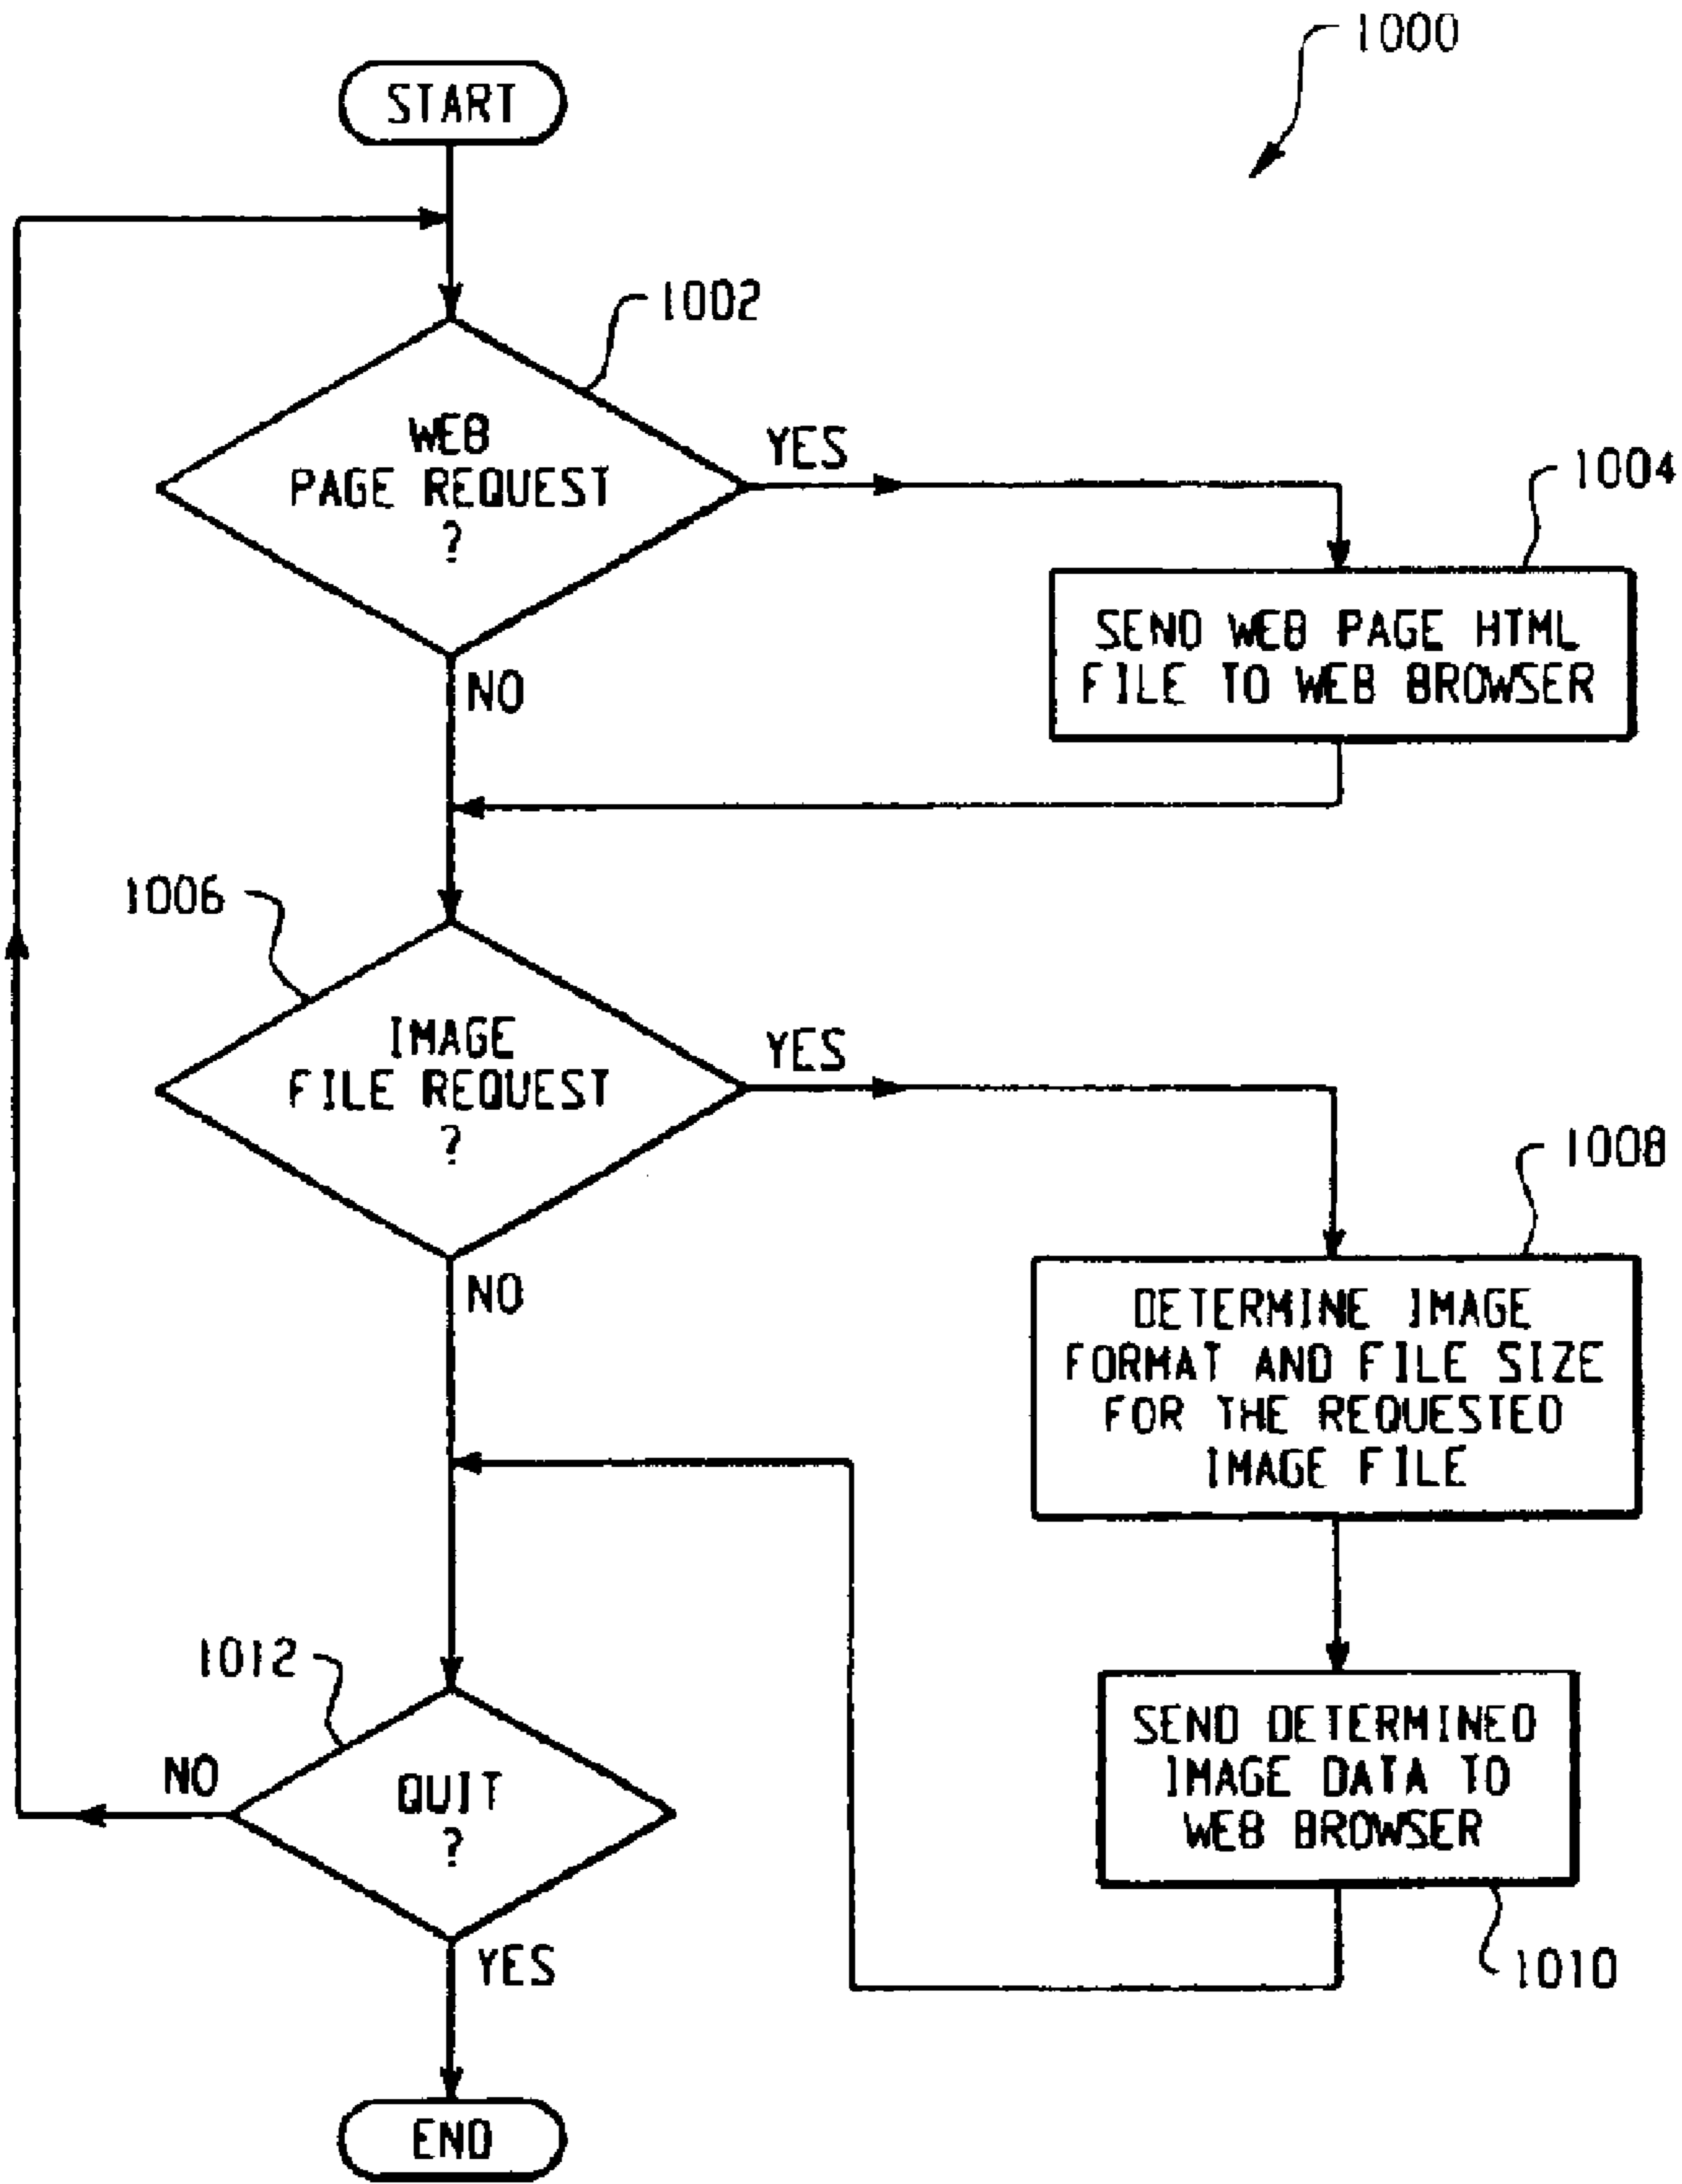 1000
START
1002
WEB
PAGE REQUEST
?
YES
1004
SEND WEB PAGE HTML
FILE TO WEB BROWSER
NO
1006
IMAGE
FILE REQUEST
?
YES
1008
NO
DETERMINE IMAGE
FORMAT AND FILE SIZE
FOR THE REQUESTED
IMAGE FILE
1012
NO
QUIT
?
SEND DETERMINED
IMAGE DATA TO
WEB BROWSER
YES
1010
END